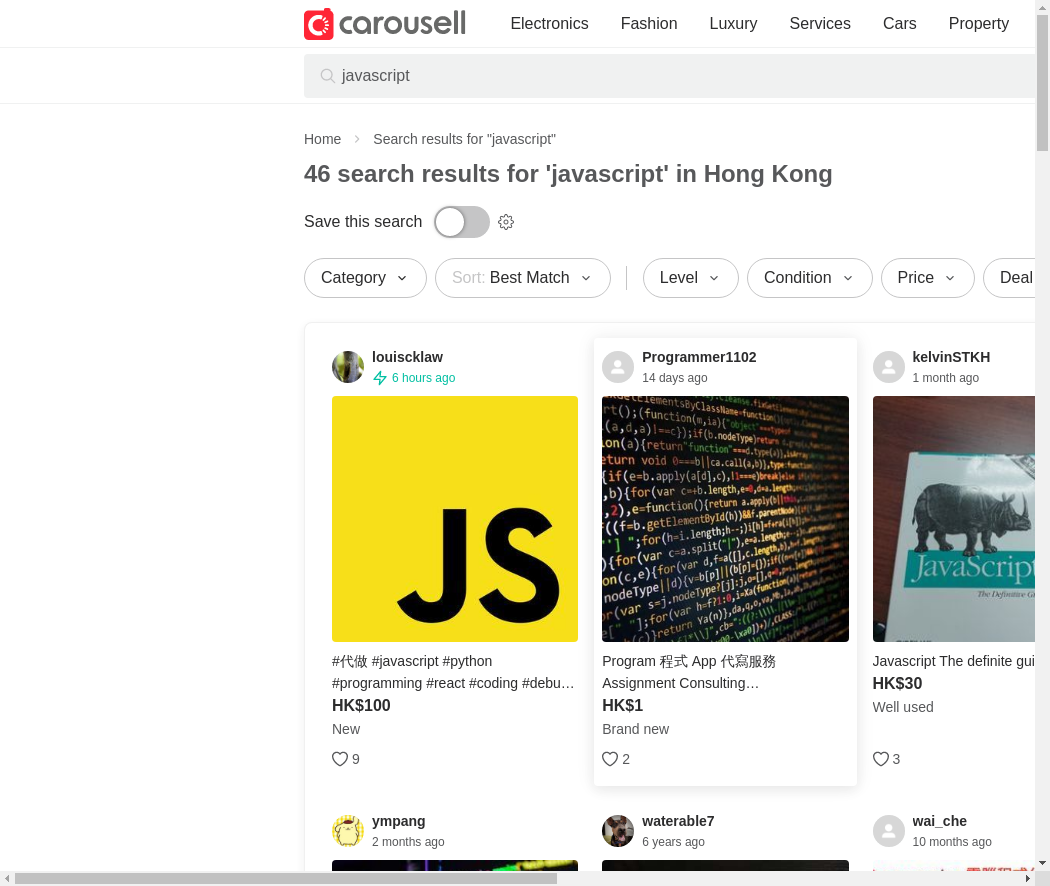 carousell
Electronics
Fashion
Luxury
Services
Cars
Property
javascript
Home
Search results for "javascript"
46 search results for 'javascript' in Hong Kong
Save this search
Category
Sort: Best Match
Level
Condition
Price
Deal
louiscklaw
6 hours ago
JS
#代做 #javascript #python
#programming #react #coding #debu…
HK$100
New
9
Programmer1102
14 days ago
Program 程式 App 代寫服務
Assignment Consulting…
HK$1
Brand new
2
kelvinSTKH
1 month ago
JavaScript
Javascript The definite gui
HK$30
Well used
3
ympang
2 months ago
waterable7
6 years ago
wai_che
10 months ago